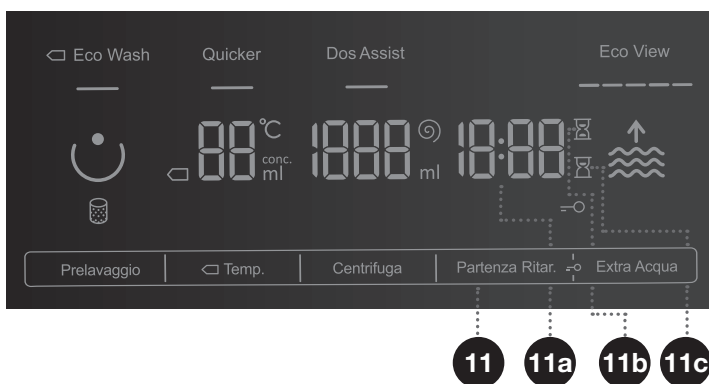 Eco Wash Quicker Dos Assist Eco View
88 °C 1888 18:88
conc.
ml ml
Prelavaggio Temp. Centrifuga Partenza Ritar. Extra Acqua
11 11a 11b 11c